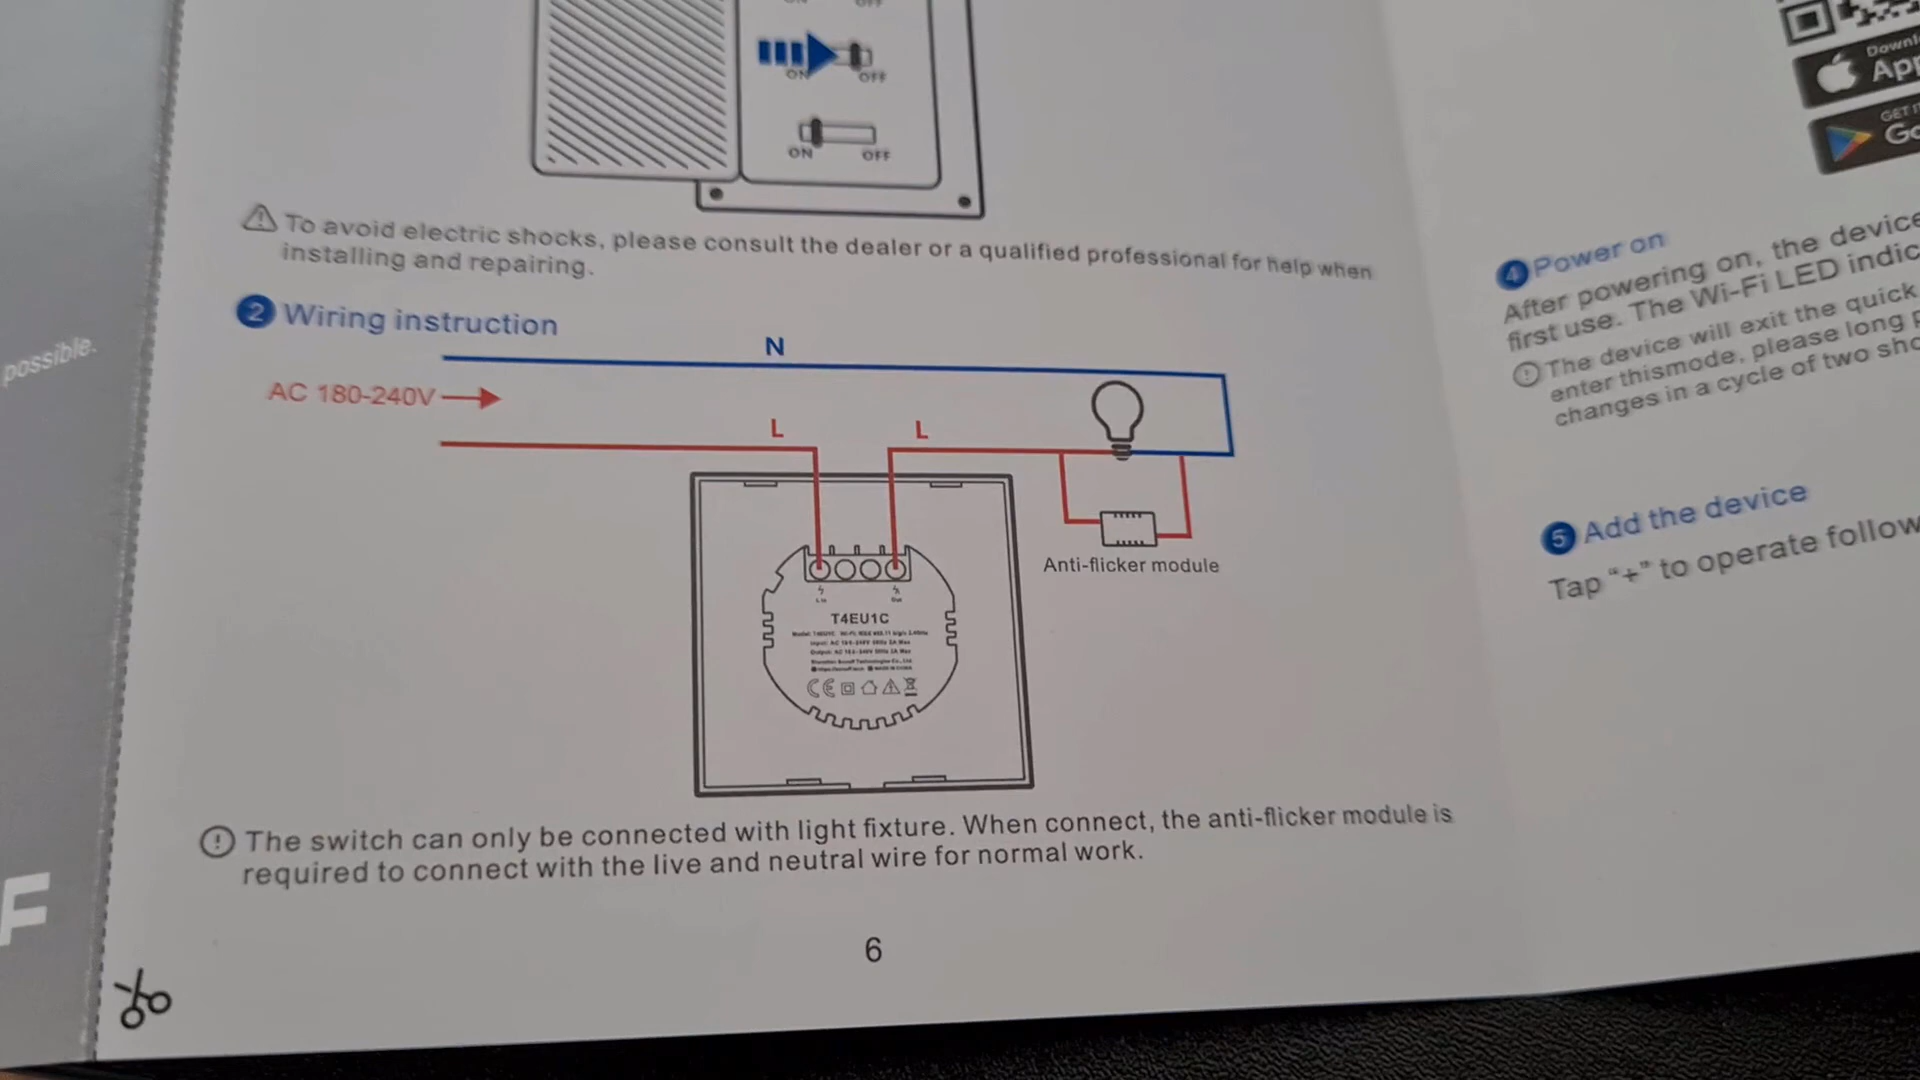 ON OFF
ON OFF
ON OFF
To avoid electric shocks, please consult the dealer or a qualified professional for help when
installing and repairing.
2 Wiring instruction
N
AC 180-240V
L L
Anti-flicker module
T4EU1C
CE
The switch can only be connected with light fixture. When connect, the anti-flicker module is
required to connect with the live and neutral wire for normal work.
6
possible.
F
GET IT
4 Power on
After powering on, the device
first use. The Wi-Fi LED
The device will exit the quick
enter thismode, please long
changes in a cycle of two
5 Add the device
Tap “+” to operate